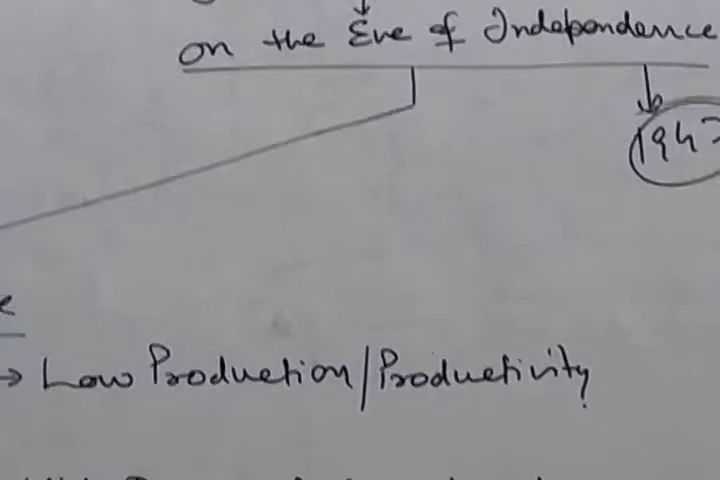 on the Eve of Independence
1947
→ Low Production/Productivity